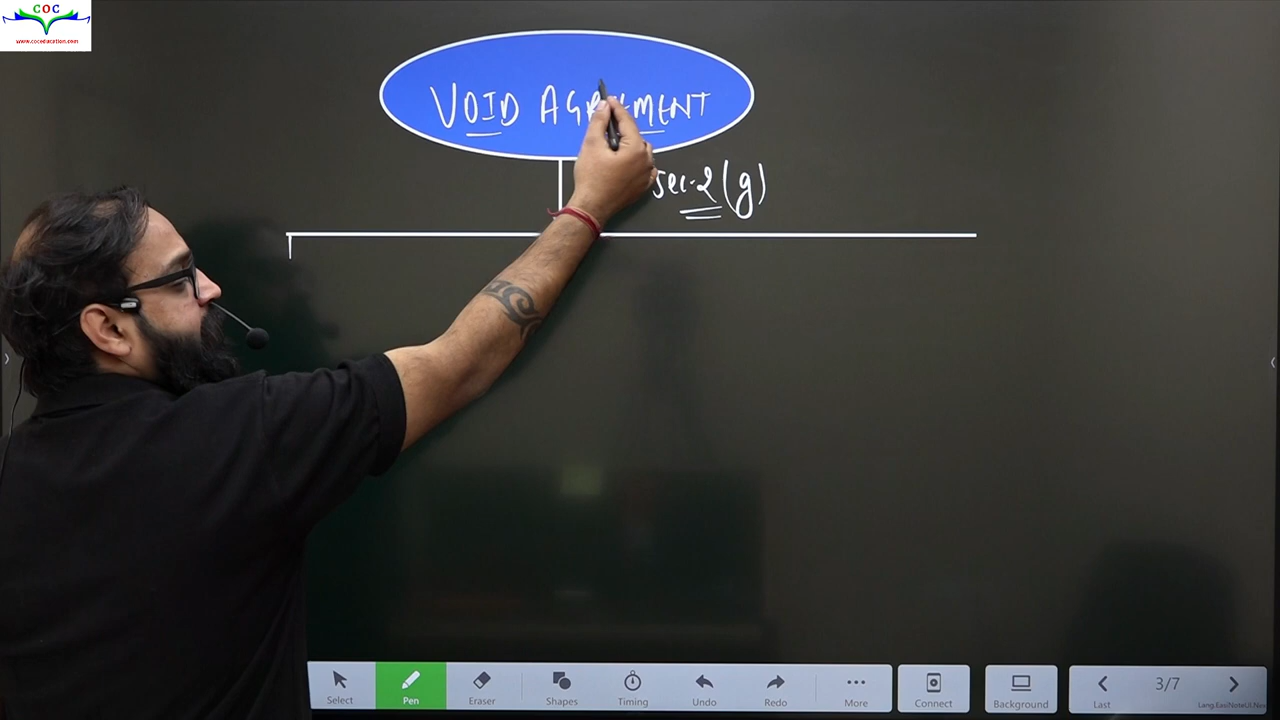 COC
www.coceducation.com
VOID AGREEMENT
sec-2(g)
Select
Pen
Eraser
Shapes
Timing
Undo
Redo
More
Connect
Background
Last
3/7